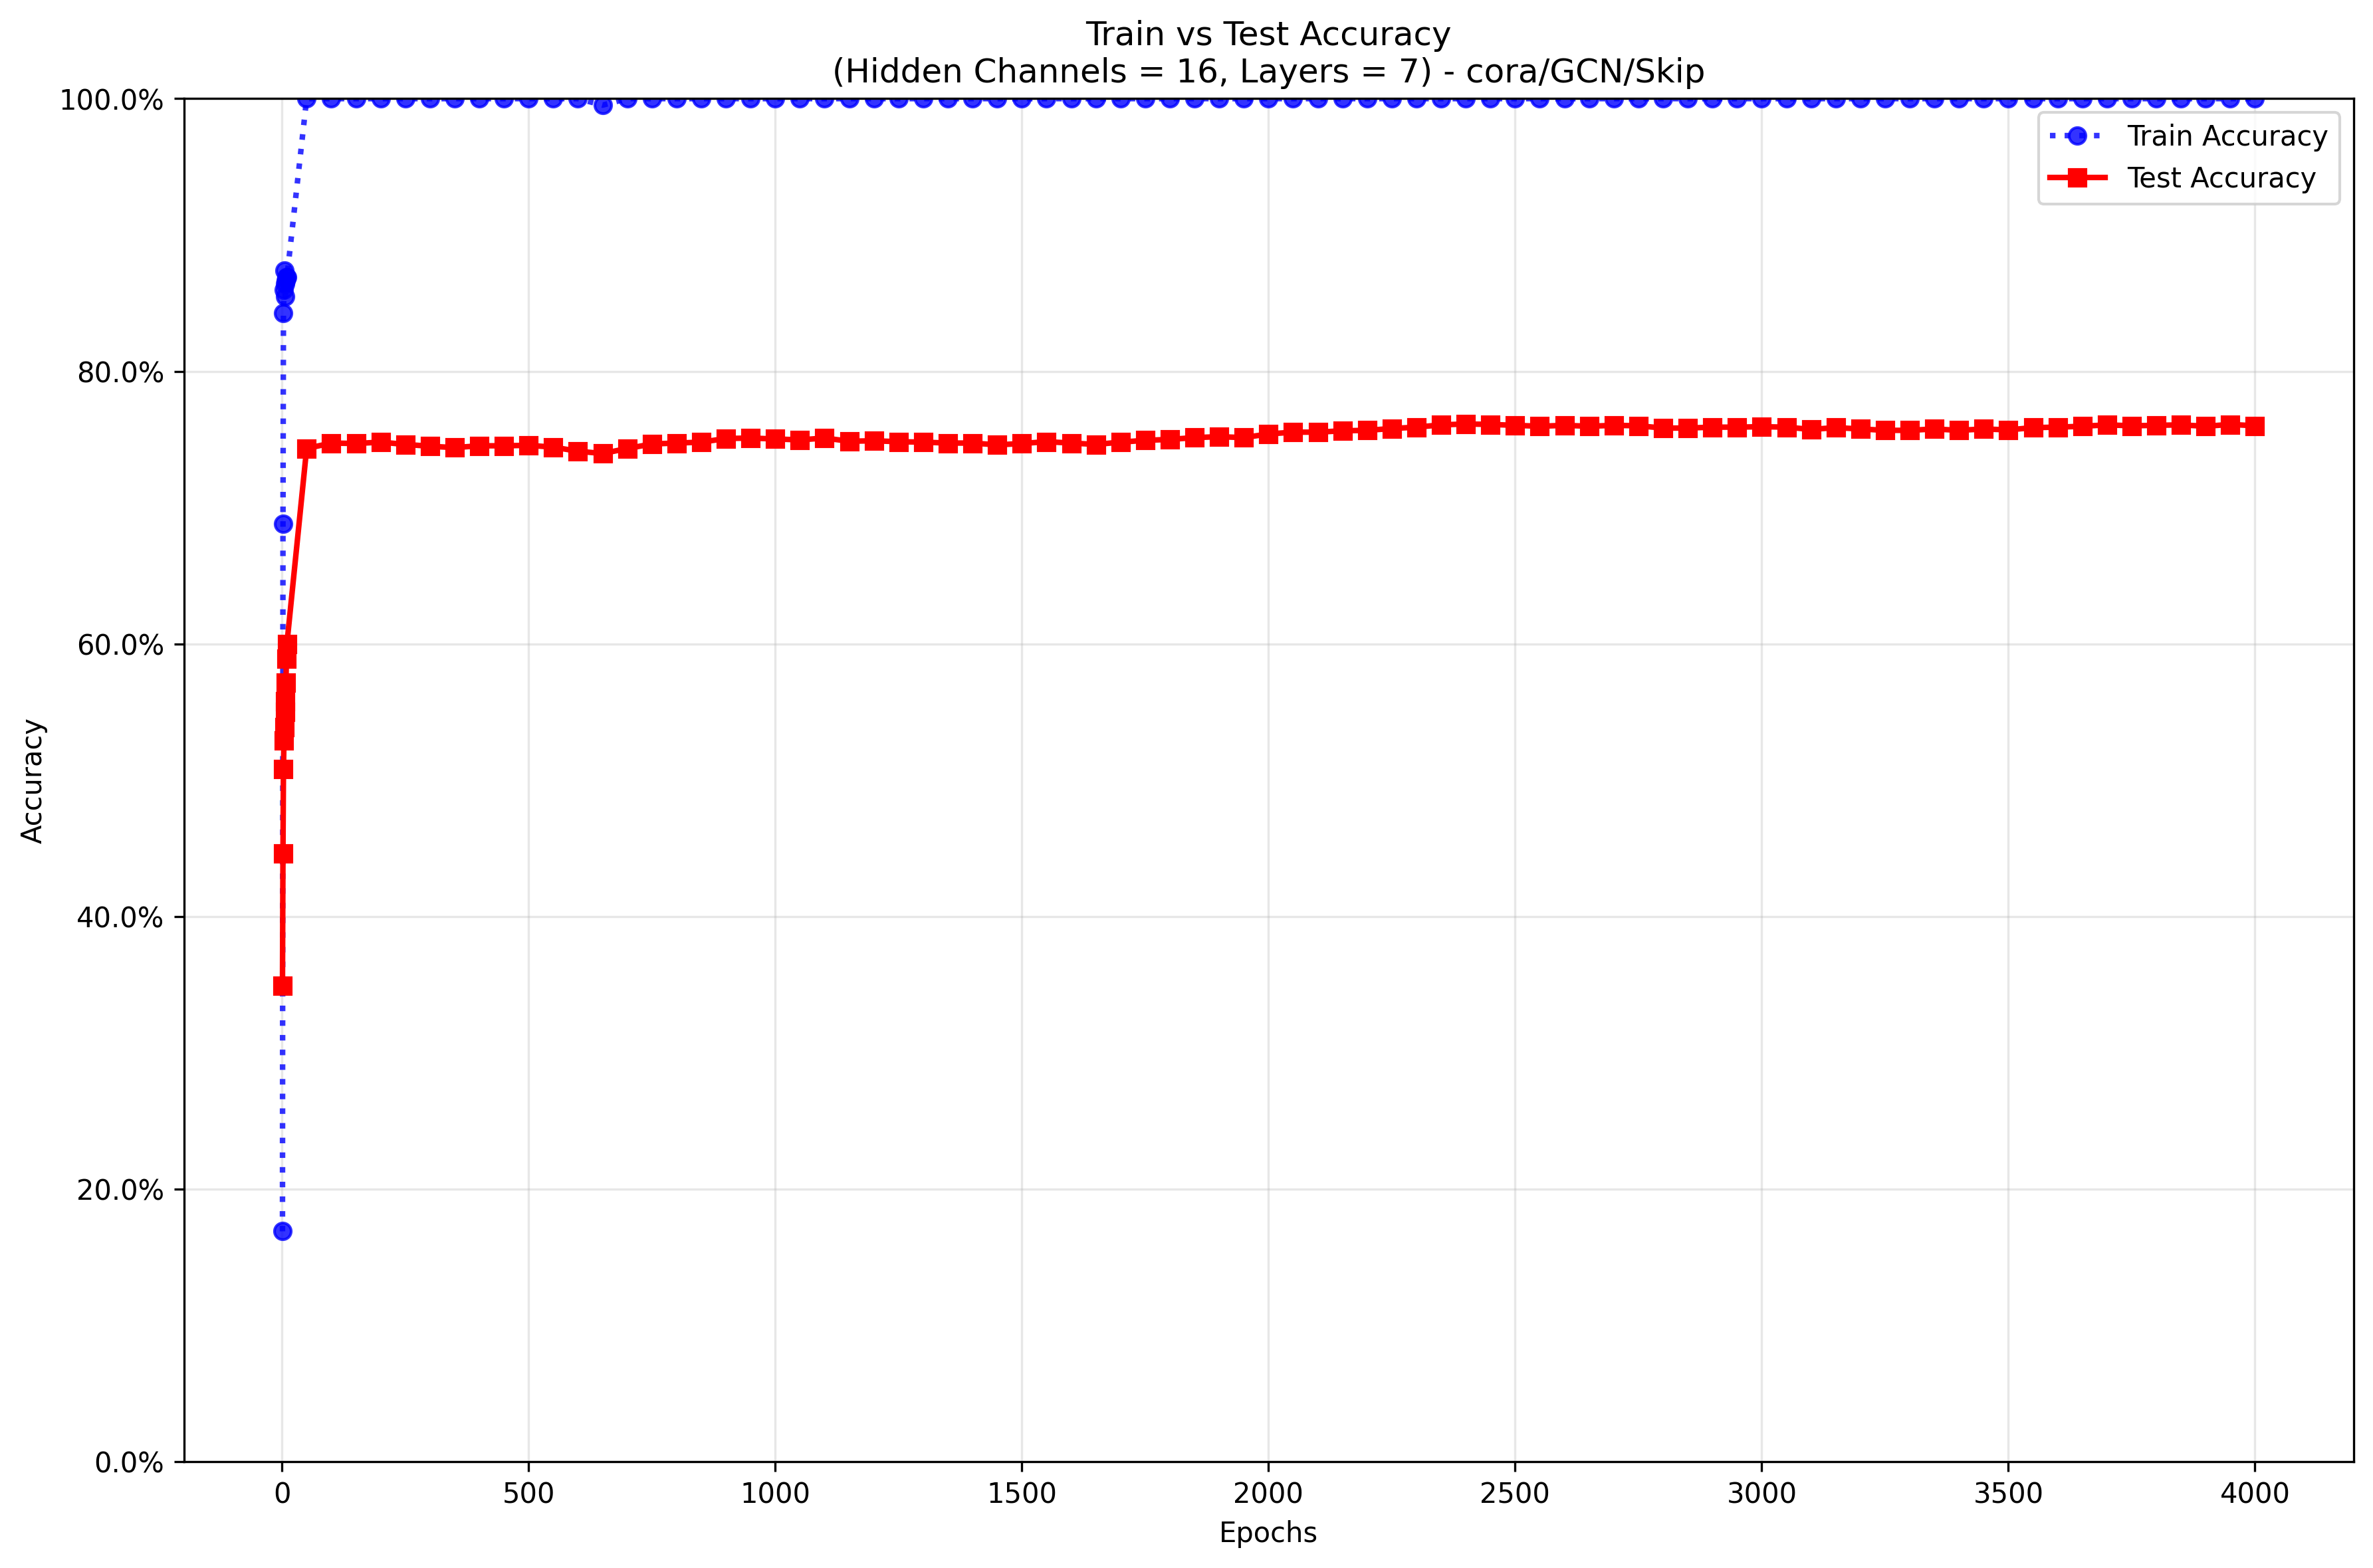 Train vs Test Accuracy
(Hidden Channels = 16, Layers = 7) - cora/GCN/Skip
100.0%
80.0%
60.0%
40.0%
20.0%
0.0%
Accuracy
Train Accuracy
Test Accuracy
0 500 1000 1500 2000 2500 3000 3500 4000
Epochs